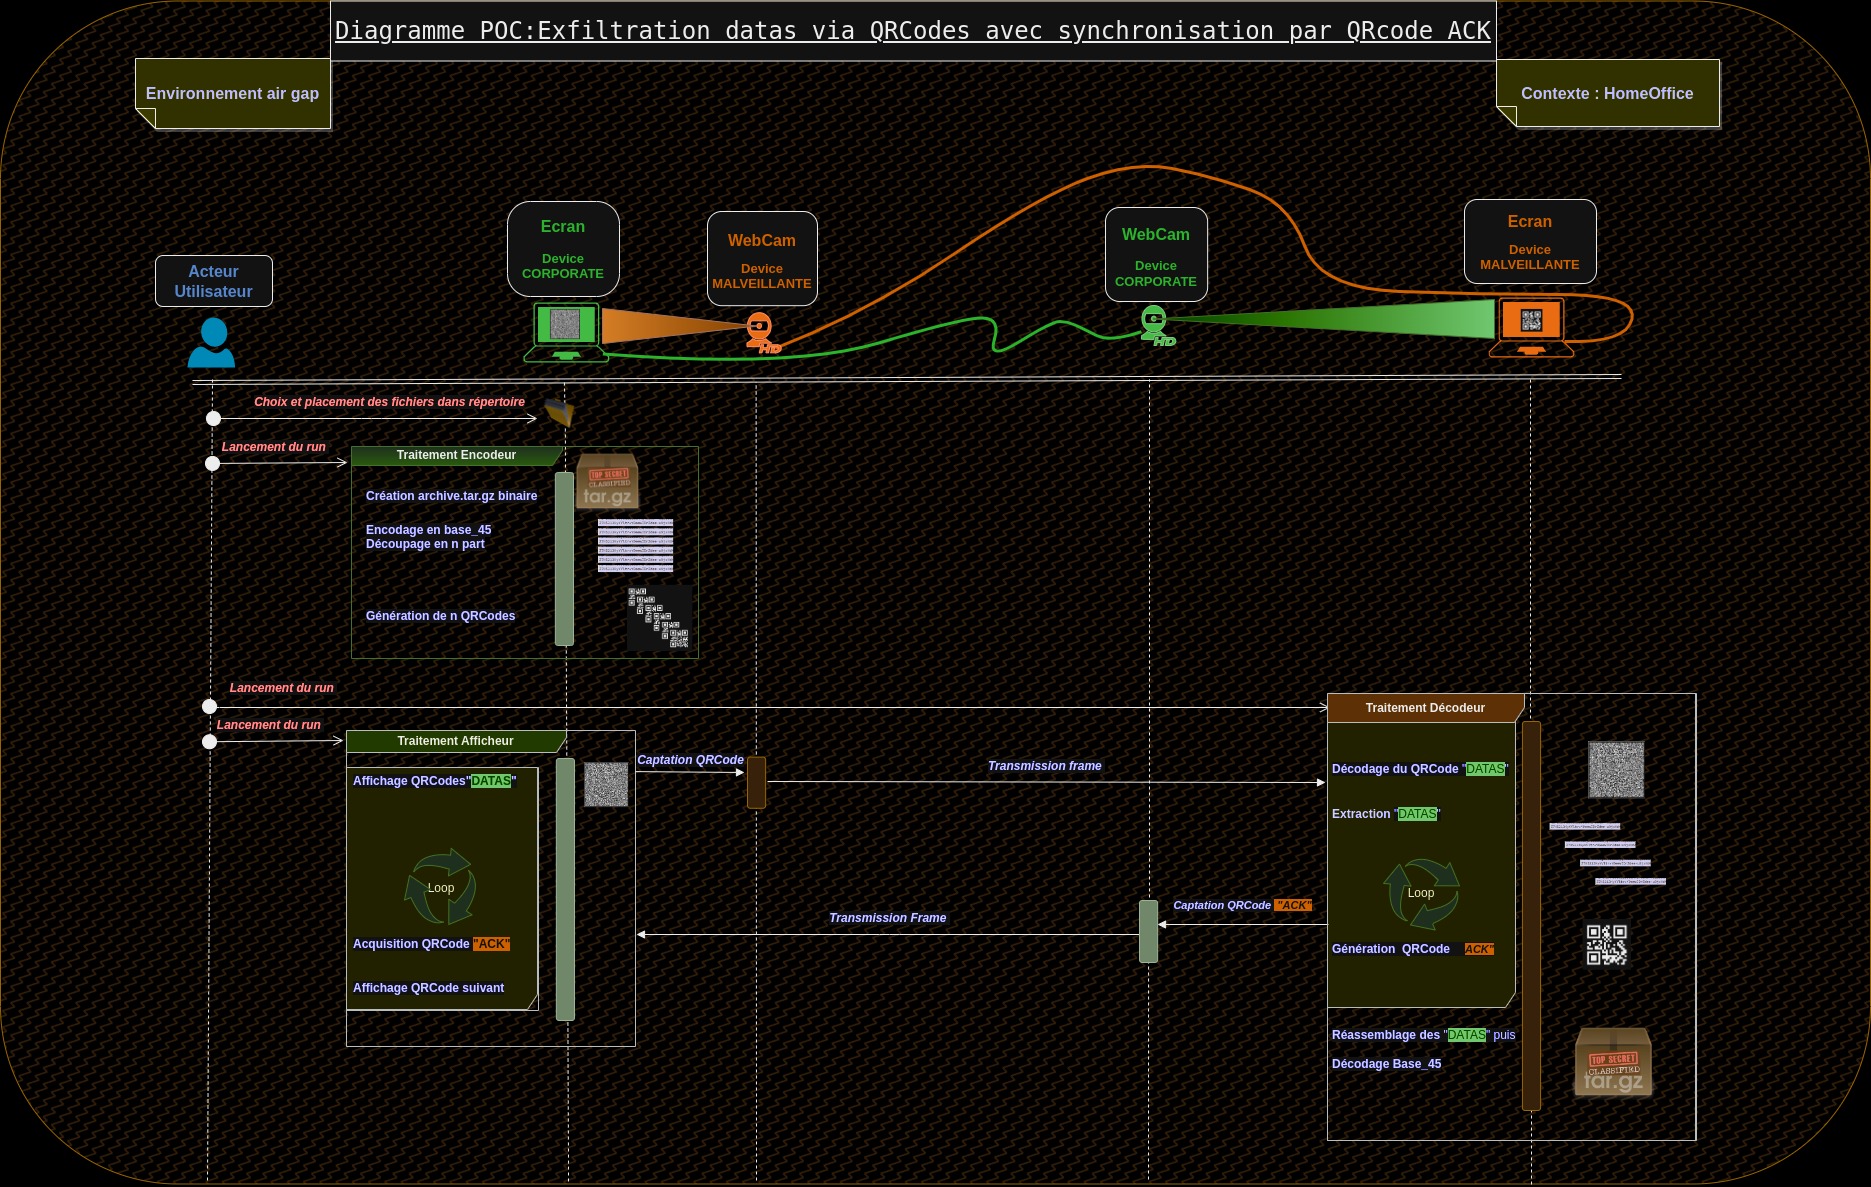 Diagramme POC:Exfiltration datas via QRCodes avec synchronisation par QRcode ACK
Environnement air gap
Contexte : HomeOffice
Acteur
Utilisateur
Ecran
Device
CORPORATE
WebCam
Device
MALVEILLANTE
WebCam
Device
CORPORATE
Ecran
Device
MALVEILLANTE
HD
HD
Choix et placement des fichiers dans répertoire
Lancement du run
Traitement Encodeur
TOP SECRET
CLASSIFIED
tar.gz
Création archive.tar.gz binaire
Encodage en base_45
Découpage en n part
Génération de n QRCodes
Lancement du run
Lancement du run
Traitement Afficheur
Affichage QRCodes"DATAS"
Loop
Acquisition QRCode "ACK"
Affichage QRCode suivant
Captation QRCode
Transmission frame
Transmission Frame
Captation QRCode "ACK"
Traitement Décodeur
Décodage du QRCode "DATAS"
Extraction "DATAS"
Loop
Génération QRCode ACK"
Réassemblage des "DATAS" puis
Décodage Base_45
TOP SECRET
CLASSIFIED
tar.gz